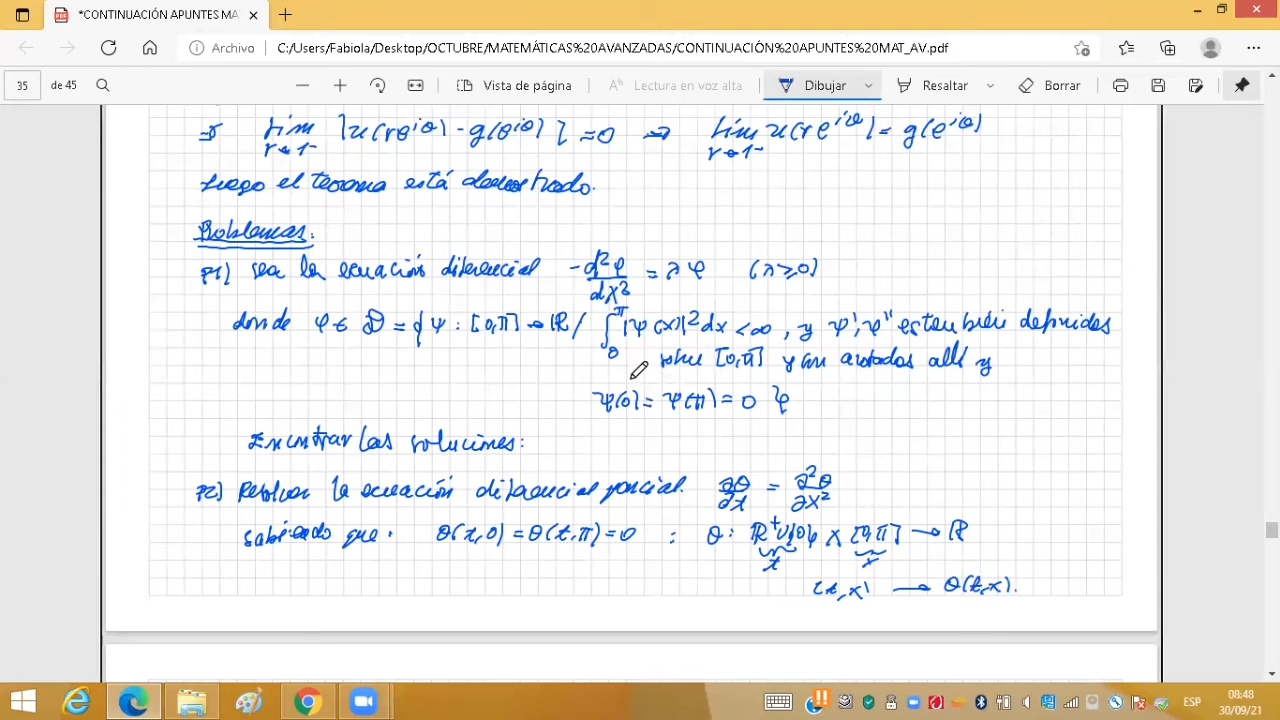 *CONTINUACIÓN APUNTES MA
Archivo C:/Users/Fabiola/Desktop/OCTUBRE/MATEMÁTICAS%20AVANZADAS/CONTINUACIÓN%20APUNTES%20MAT_AV.pdf
35 de 45 Vista de página Lectura en voz alta Dibujar Resaltar Borrar
⇒ lim r→1⁻ [u(re^{iθ}) - g(e^{iθ})] = 0 → lim r→1⁻ u(re^{iθ}) = g(e^{iθ})
Luego el teorema está demostrado.
Problemas:
P1) Sea la ecuación diferencial -d²φ/dx² = λφ (λ≥0)
donde φ ∈ D = {ψ : [0,π] → ℝ / ∫₀^π |ψ(x)|² dx < ∞, y ψ', ψ'' estén bién definidas
sobre [0,π] y son acotadas allí y
ψ(0) = ψ(π) = 0 }
Encontrar las soluciones:
P2) Resolver la ecuación diferencial parcial. ∂θ/∂t = ∂²θ/∂x²
sabiendo que: θ(t,0) = θ(t,π) = 0 : θ: ℝ⁺∪{0} × [0,π] → ℝ
t x
(t,x) → θ(t,x).
ESP 08:48
30/09/21